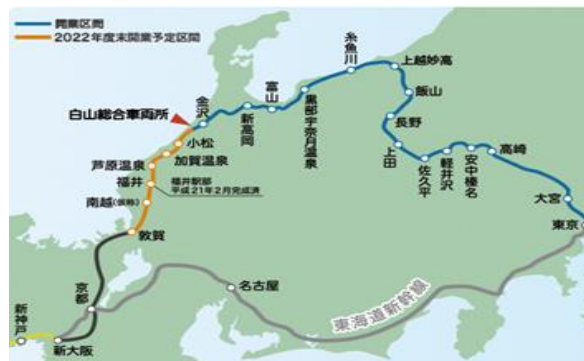 開業区間
2022年度末開業予定区間
糸魚川
上越妙高
飯山
長野
上田
佐久平
軽井沢
安中榛名
高崎
大宮
東京
黒部宇奈月温泉
富山
新高岡
金沢
白山総合車両所
小松
加賀温泉
芦原温泉
福井
福井駅部
平成21年2月完成済
南越(仮称)
敦賀
京都
名古屋
東海道新幹線
新神戸
新大阪